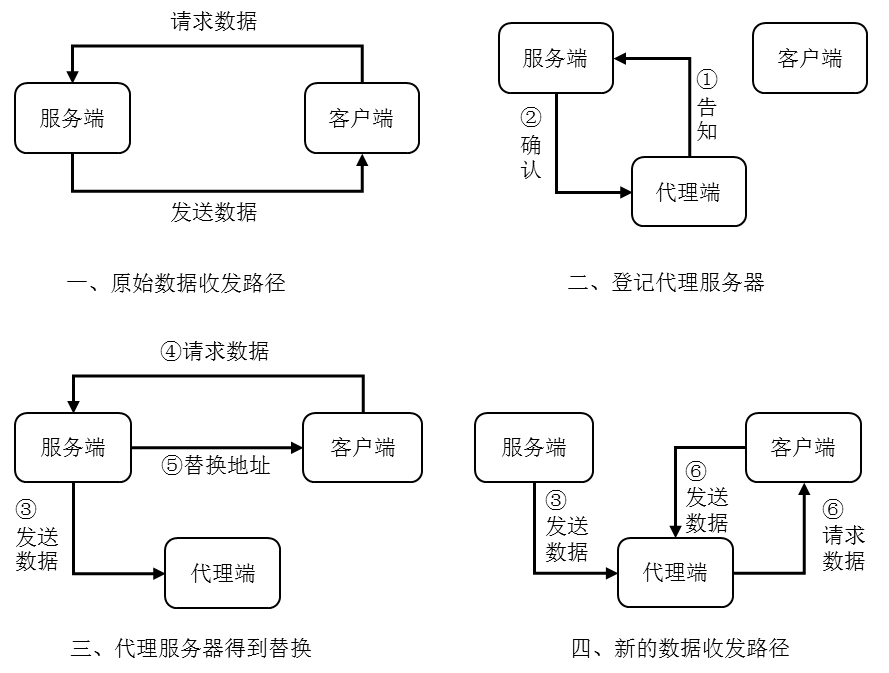 请求数据
服务端
客户端
发送数据
一、原始数据收发路径
服务端
客户端
①
告
知
②
确
认
代理端
二、登记代理服务器
④请求数据
服务端
客户端
⑤替换地址
③
发送
数据
代理端
三、代理服务器得到替换
服务端
客户端
③
发送
数据
⑥
发送
数据
⑥
请求
数据
代理端
四、新的数据收发路径